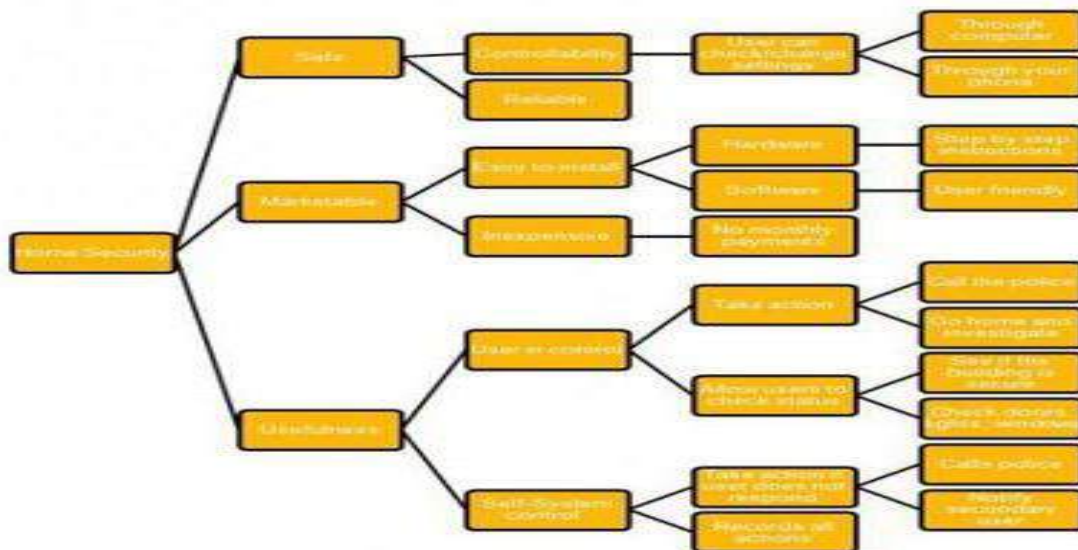 Home Security
Safe
Controllability
Reliable
User can
check/change
settings
Through
computer
Through your
phone
Marketable
Easy to install
Inexpensive
Hardware
Software
No monthly
payments
Step by step
instructions
User friendly
Usefulness
User in control
Self-System
control
Take action
Allow users to
check status
Take action if
user does not
respond
Records all
actions
Call the police
Go home and
investigate
See if the
building is
secure
Check doors,
lights, windows
Calls police
Notify
secondary
user